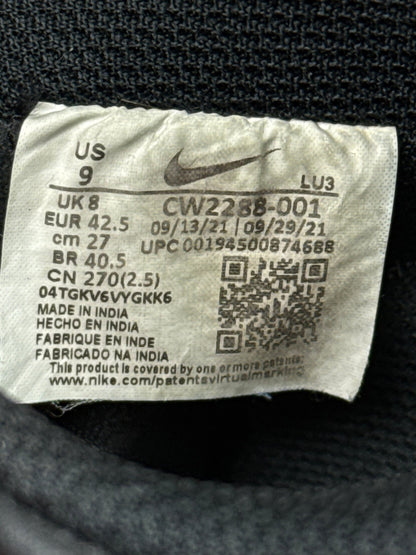 US
9
LU3
UK 8
CW2288-001
EUR 42.5
09/13/21 | 09/29/21
cm 27
UPC 00194500874688
BR 40.5
CN 270(2.5)
04TGKV6VYGKK6
MADE IN INDIA
HECHO EN INDIA
FABRIQUE EN INDE
FABRICADO NA INDIA
This product is covered by one or more patents:
www.nike.com/patentsvirtualmarking